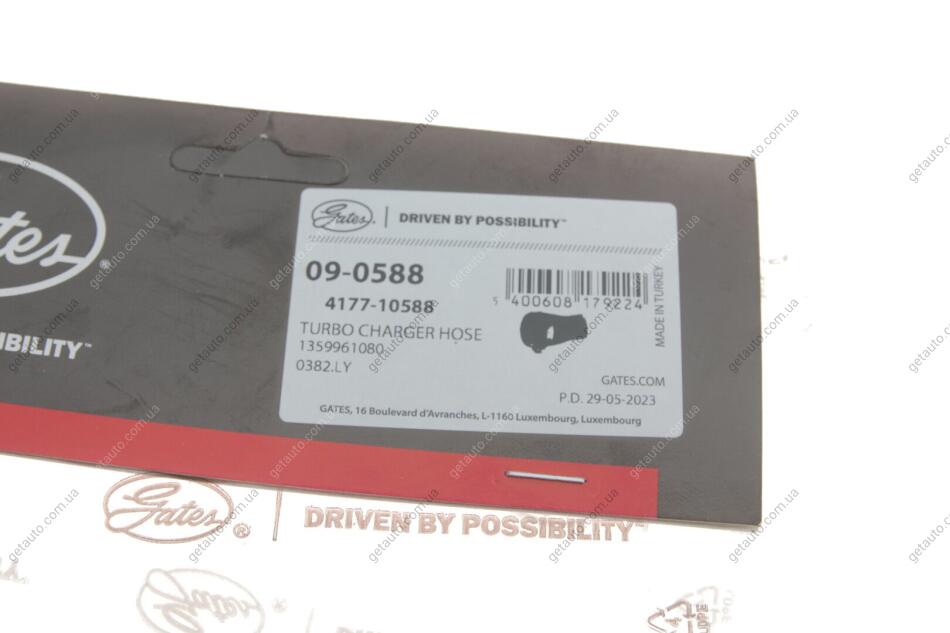 Gates. | DRIVEN BY POSSIBILITY™
09-0588
4177-10588
5 400608 179224
TURBO CHARGER HOSE
1359961080
0382.LY
MADE IN TURKEY
GATES.COM
P.D. 29-05-2023
GATES, 16 Boulevard d'Avranches, L-1160 Luxembourg, Luxembourg
tes®
SIBILITY™
Gates® | DRIVEN BY POSSIBILITY™
Gates
getauto.com.ua